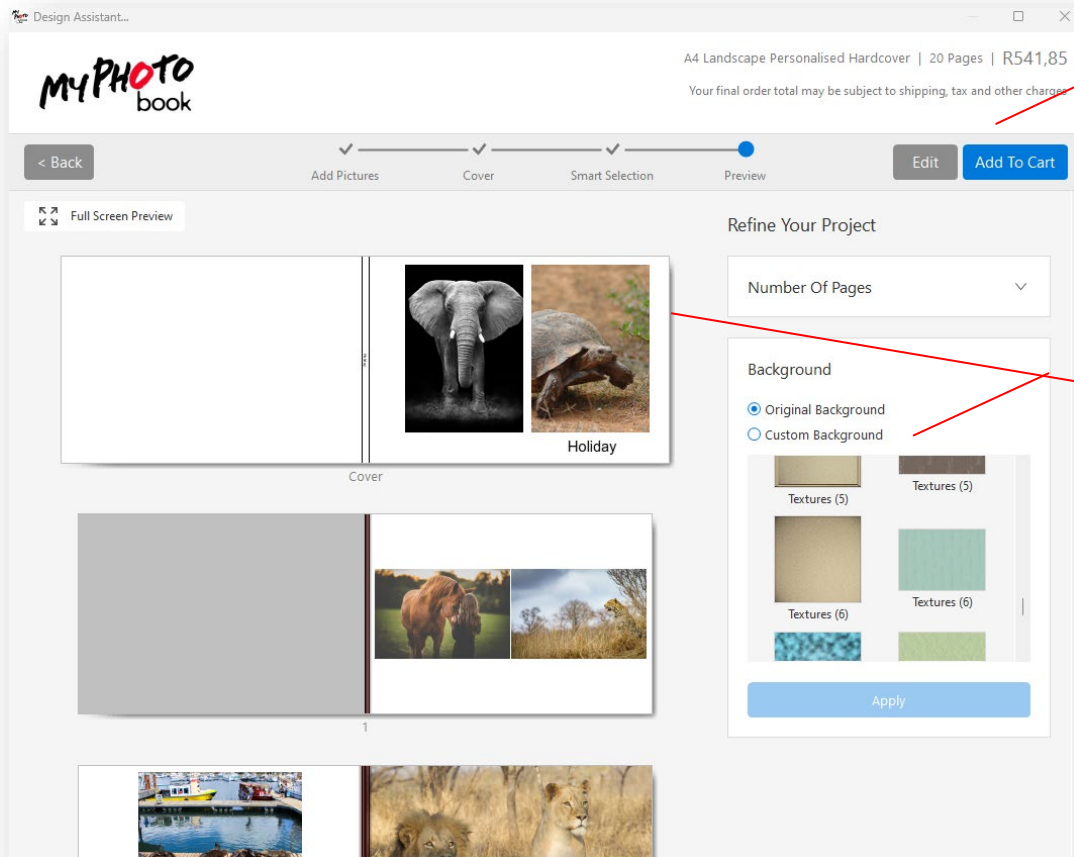 My Photo Design Assistant...
MyPHOTO
book
A4 Landscape Personalised Hardcover | 20 Pages | R541,85
Your final order total may be subject to shipping, tax and other charges
< Back
Add Pictures
Cover
Smart Selection
Preview
Edit
Add To Cart
Full Screen Preview
Refine Your Project
Number Of Pages
Holiday
Cover
Background
Original Background
Custom Background
Textures (5)
Textures (5)
Textures (6)
Textures (6)
Apply
1